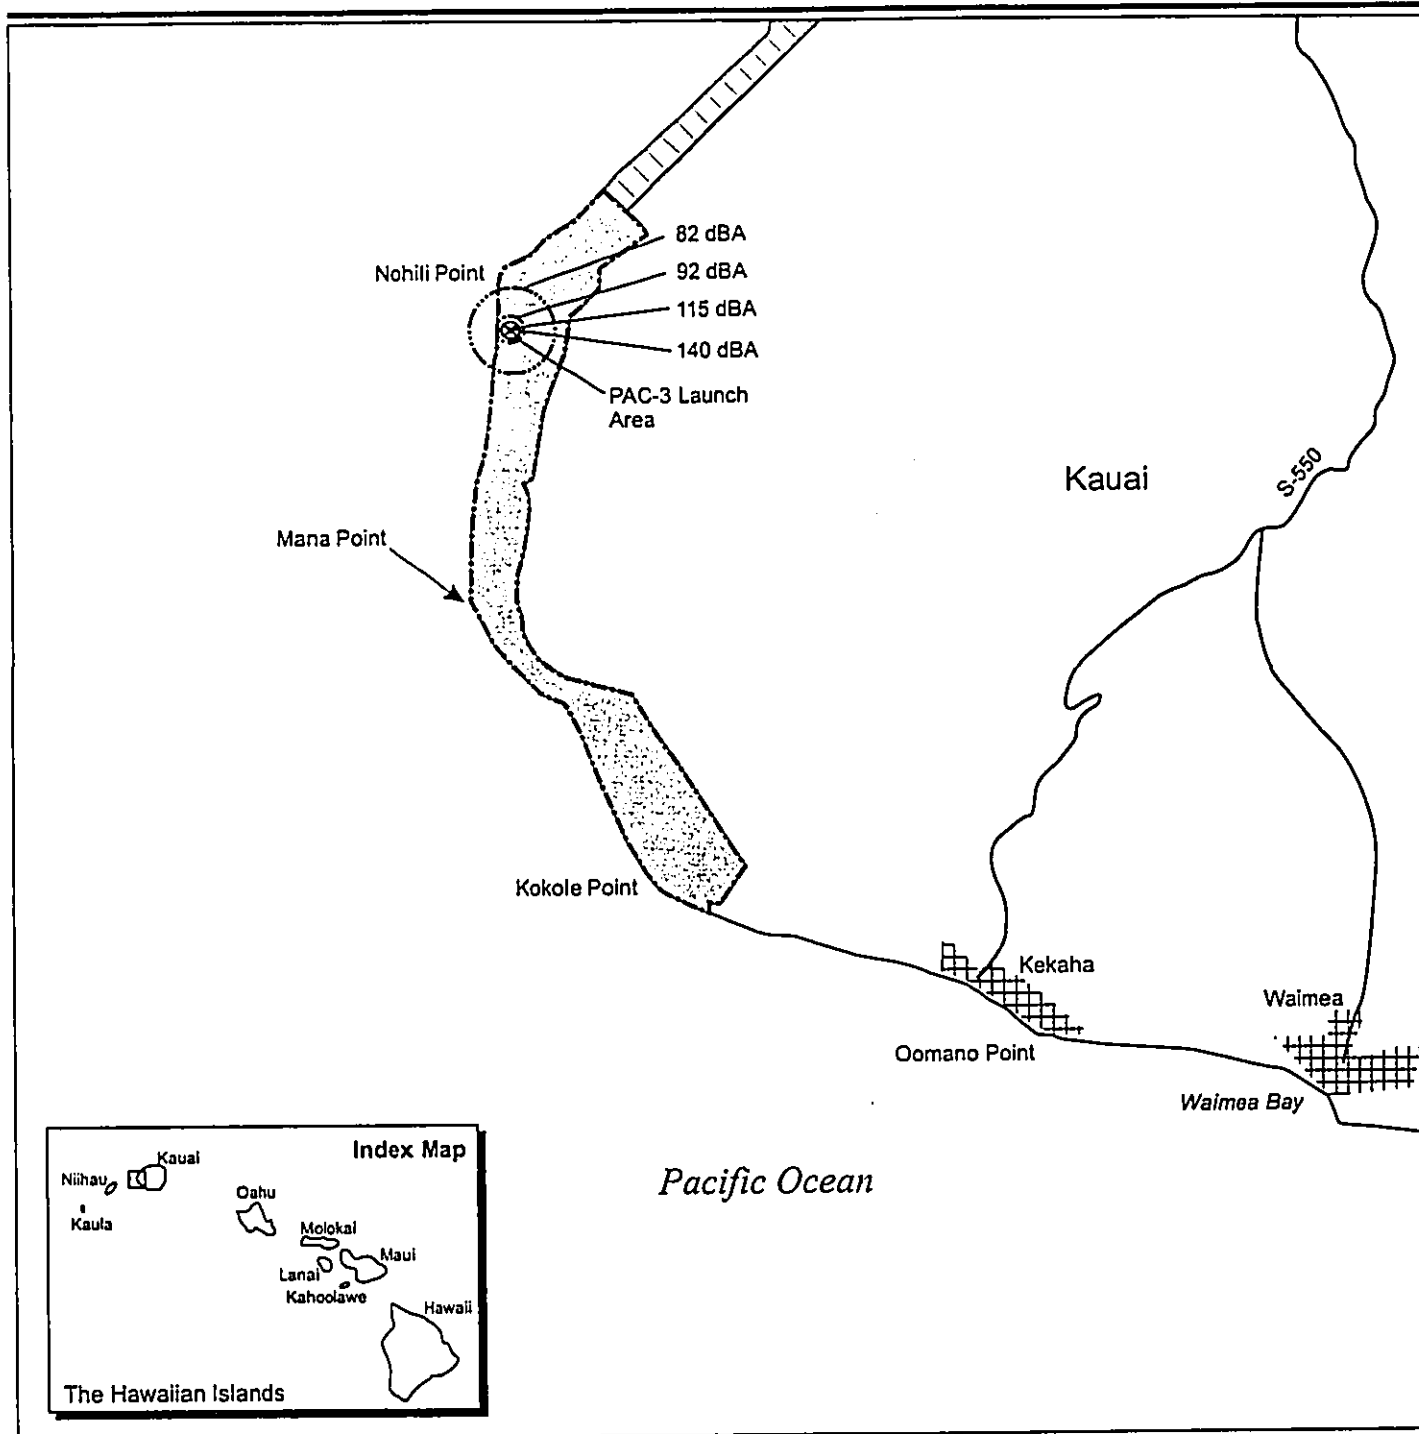 82 dBA
Nohili Point
92 dBA
115 dBA
140 dBA
PAC-3 Launch
Area
Kauai
S-550
Mana Point
Kokole Point
Kekaha
Waimea
Oomano Point
Waimea Bay
Pacific Ocean
Index Map
Kauai
Niihau
Kaula
Oahu
Molokai
Maui
Lanai
Kahoolawe
Hawaii
The Hawaiian Islands